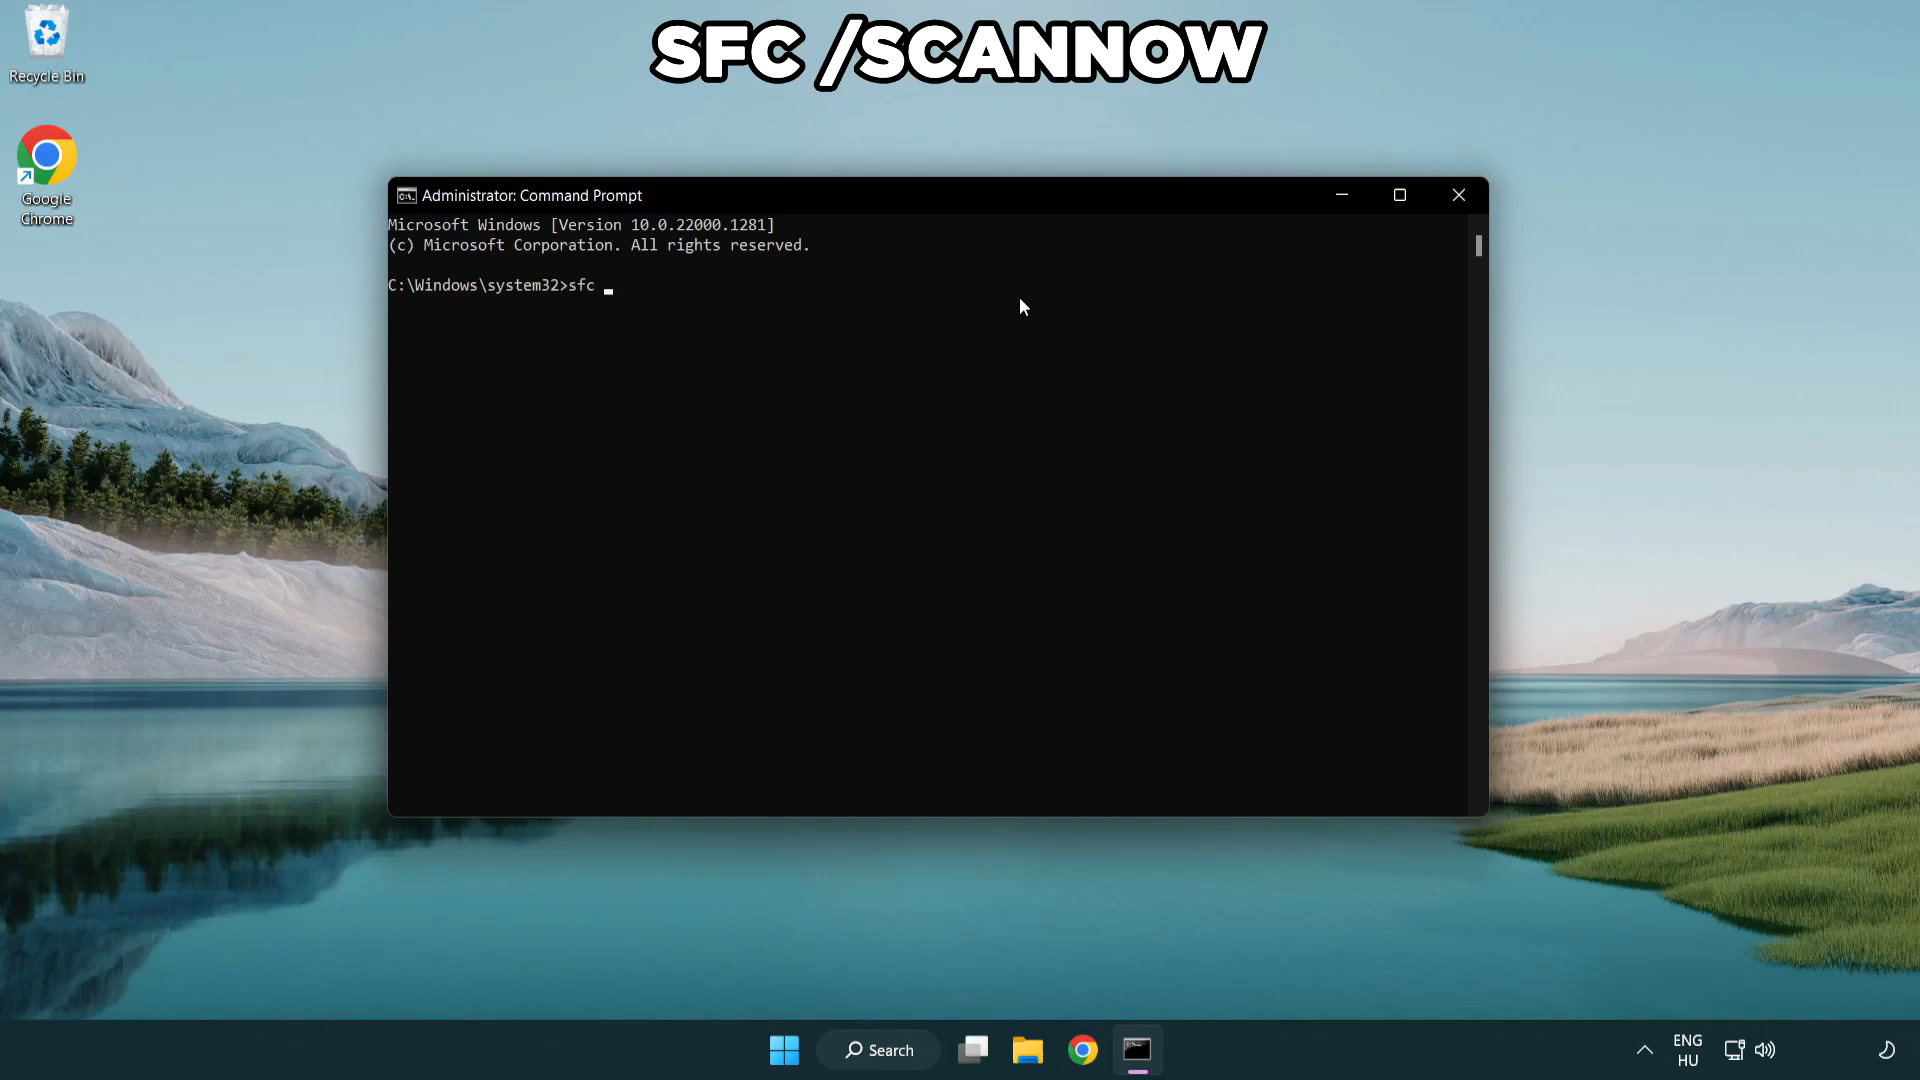 SFC /SCANNOW
Recycle Bin
Google
Chrome
Administrator: Command Prompt
Microsoft Windows [Version 10.0.22000.1281]
(c) Microsoft Corporation. All rights reserved.
C:\Windows\system32>sfc
Search
ENG
HU